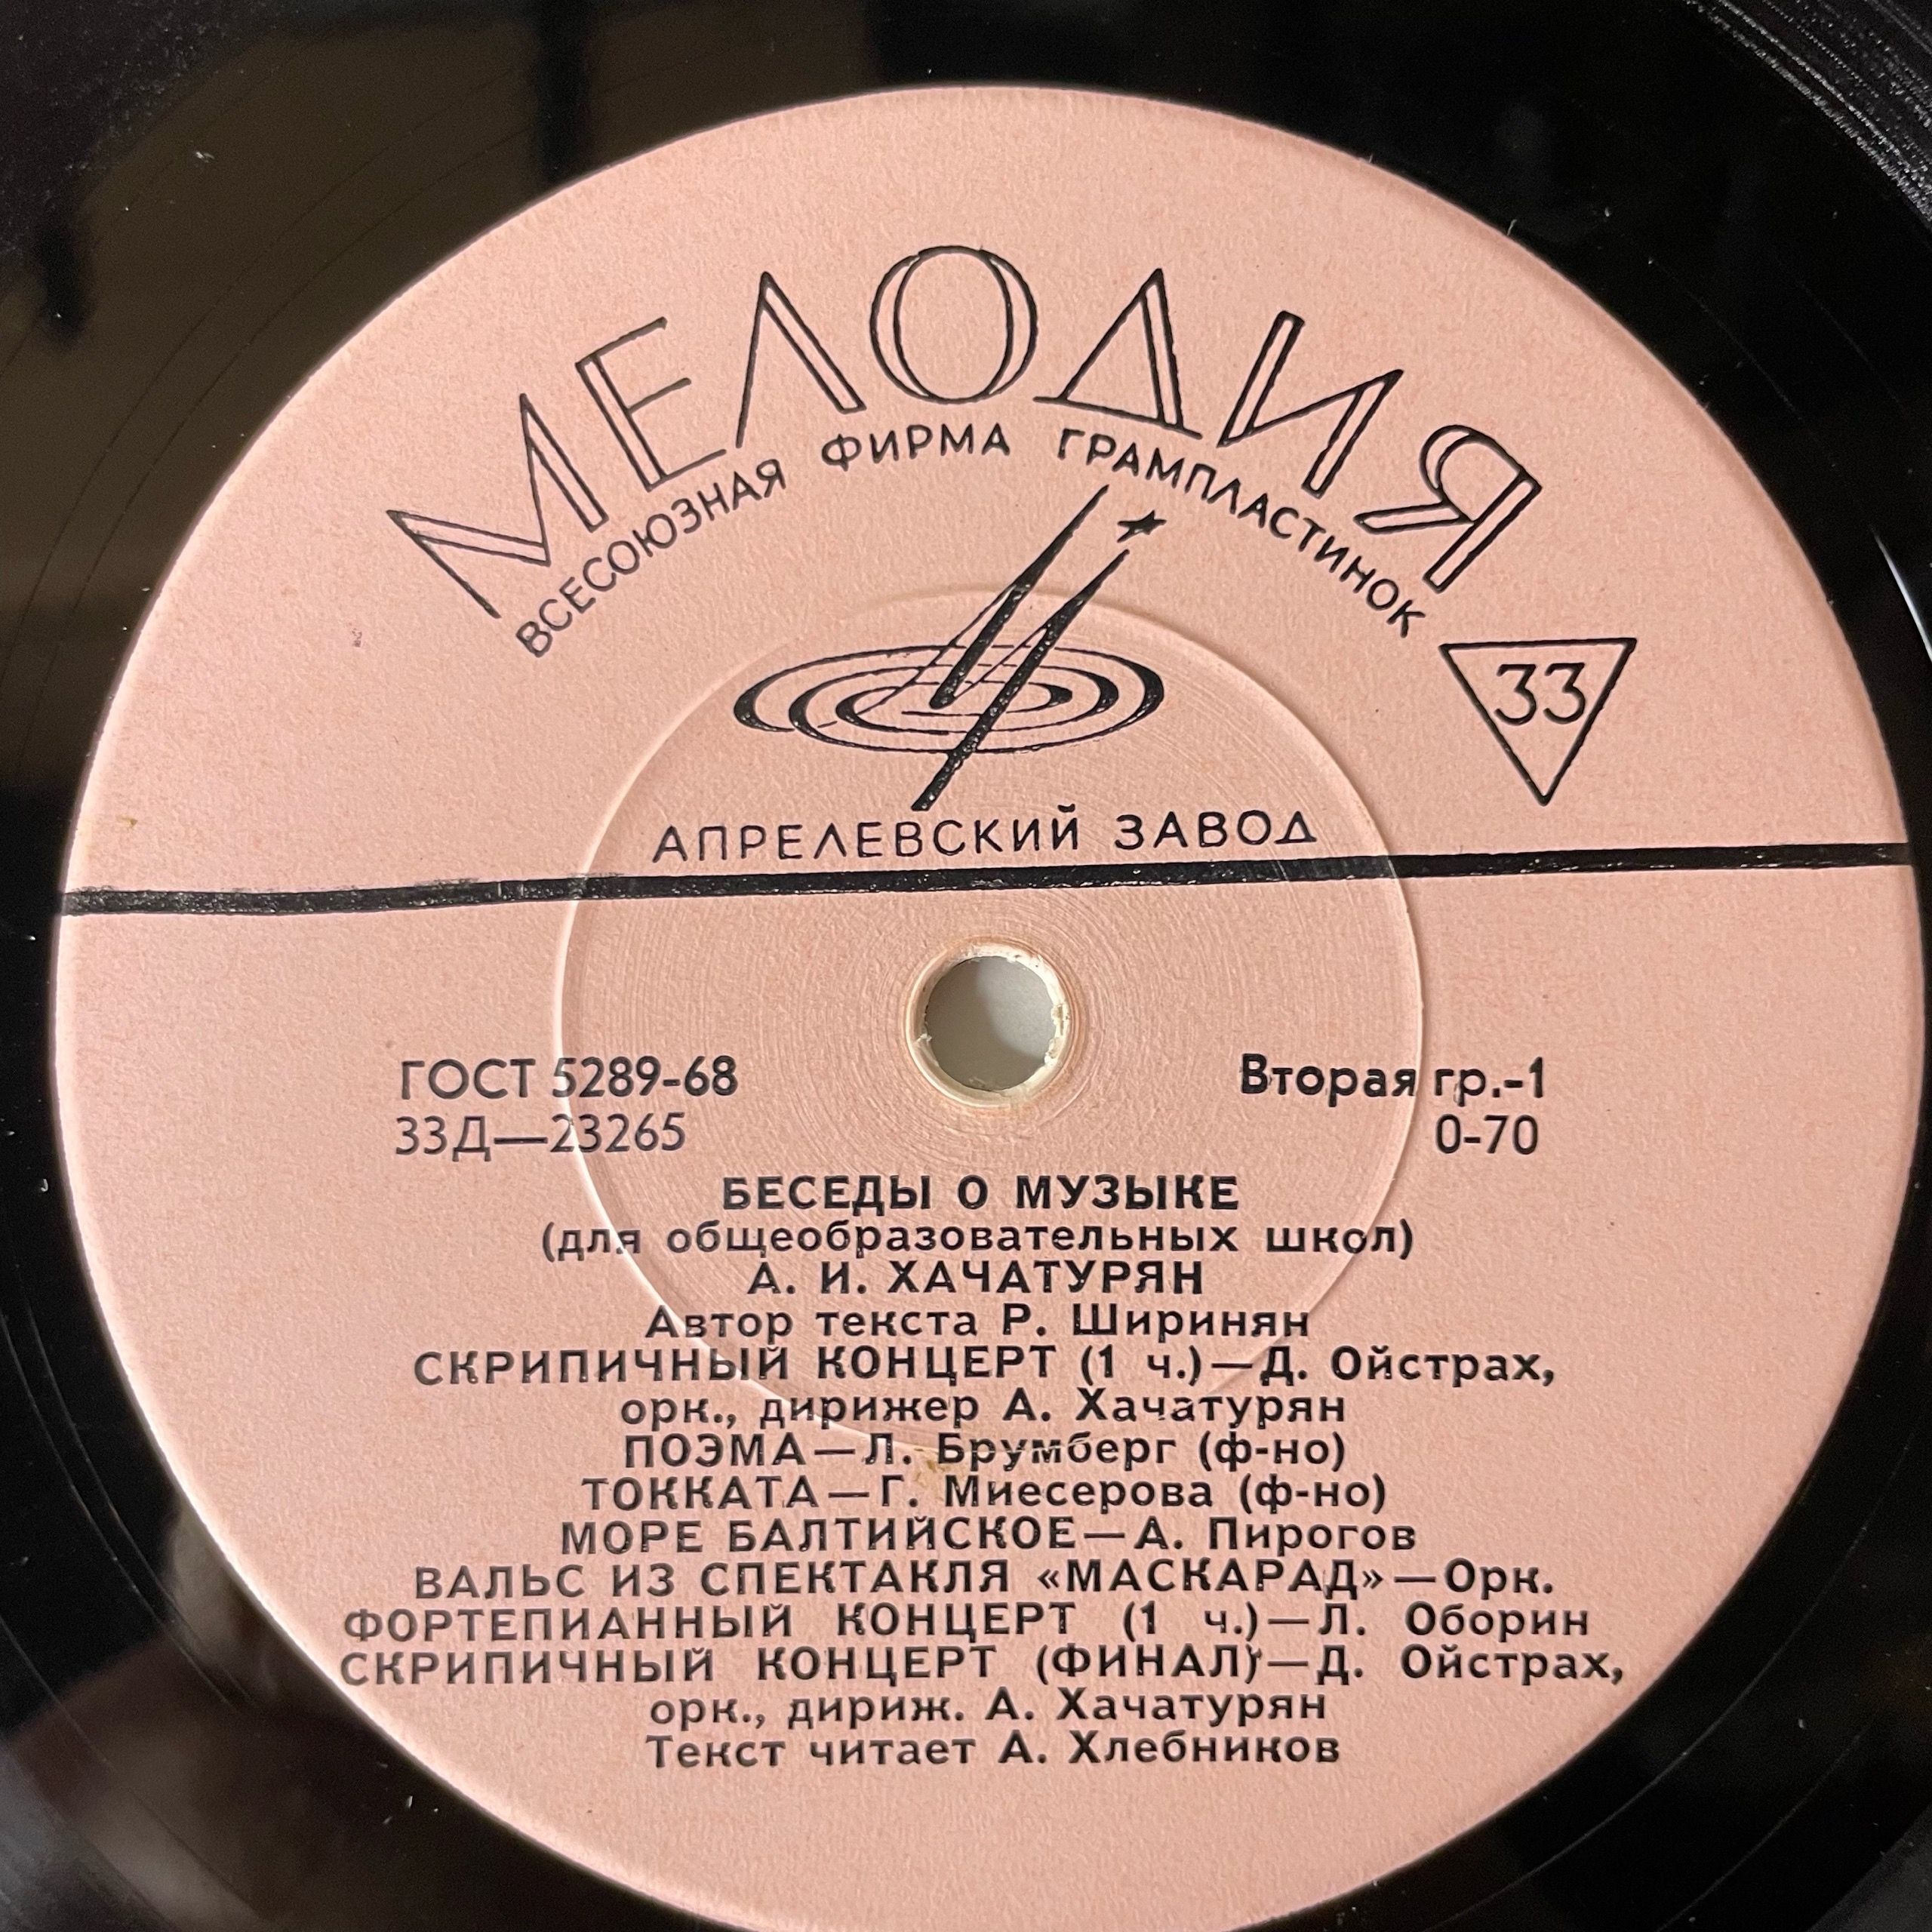 МЕЛОДИЯ
ВСЕСОЮЗНАЯ ФИРМА ГРАМПЛАСТИНОК
33
АПРЕЛЕВСКИЙ ЗАВОД
ГОСТ 5289-68
Вторая гр.-1
33Д—23265
0-70
БЕСЕДЫ О МУЗЫКЕ
(для общеобразовательных школ)
А. И. ХАЧАТУРЯН
Автор текста Р. Ширинян
СКРИПИЧНЫЙ КОНЦЕРТ (1 ч.)—Д. Ойстрах,
орк., дирижер А. Хачатурян
ПОЭМА—Л. Брумберг (ф-но)
ТОККАТА—Г. Миесерова (ф-но)
МОРЕ БАЛТИЙСКОЕ—А. Пирогов
ВАЛЬС ИЗ СПЕКТАКЛЯ «МАСКАРАД»—Орк.
ФОРТЕПИАННЫЙ КОНЦЕРТ (1 ч.)—Л. Оборин
СКРИПИЧНЫЙ КОНЦЕРТ (ФИНАЛ)—Д. Ойстрах,
орк., дириж. А. Хачатурян
Текст читает А. Хлебников